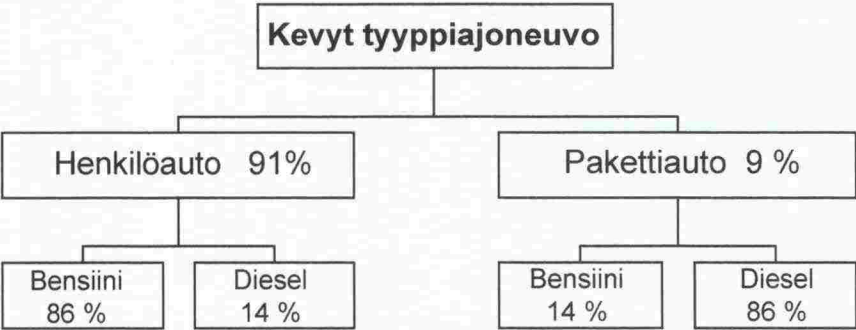 Kevyt tyyppiajoneuvo
Henkilöauto 91%
Pakettiauto 9 %
Bensiini
86 %
Diesel
14 %
Bensiini
14 %
Diesel
86 %